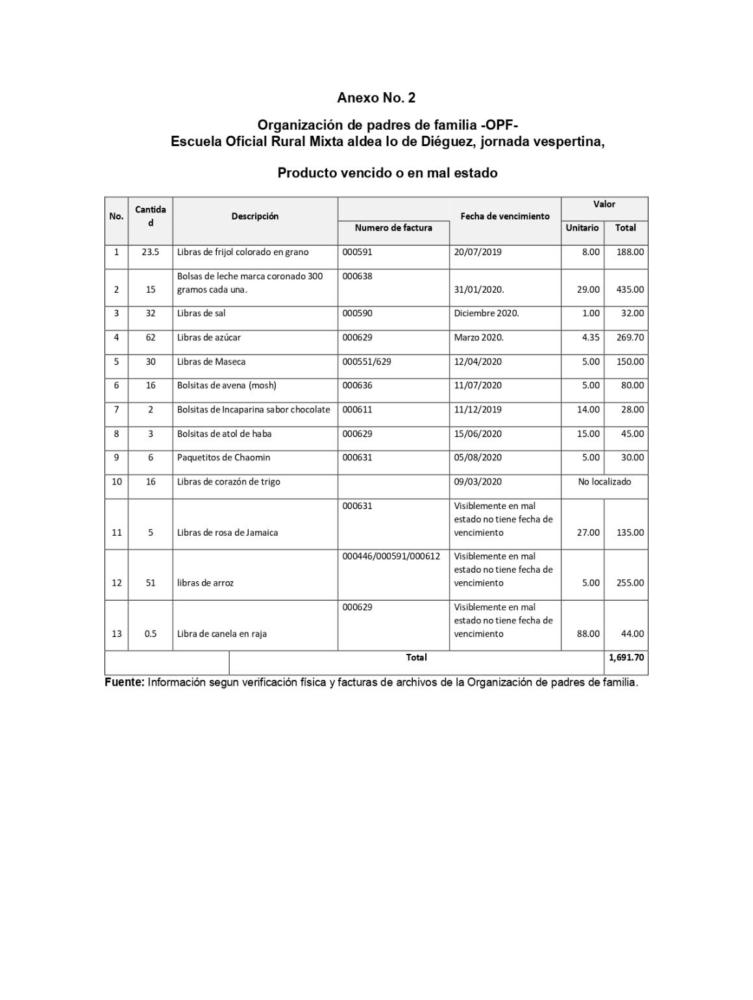 Anexo No. 2
Organización de padres de familia -OPF-
Escuela Oficial Rural Mixta aldea lo de Diéguez, jornada vespertina,
Producto vencido o en mal estado
No. Cantida d Descripción Numero de factura Fecha de vencimiento Valor Unitario Total
1 23.5 Libras de frijol colorado en grano 000591 20/07/2019 8.00 188.00
2 15 Bolsas de leche marca coronado 300 gramos cada una. 000638 31/01/2020. 29.00 435.00
3 32 Libras de sal 000590 Diciembre 2020. 1.00 32.00
4 62 Libras de azúcar 000629 Marzo 2020. 4.35 269.70
5 30 Libras de Maseca 000551/629 12/04/2020 5.00 150.00
6 16 Bolsitas de avena (mosh) 000636 11/07/2020 5.00 80.00
7 2 Bolsitas de Incaparina sabor chocolate 000611 11/12/2019 14.00 28.00
8 3 Bolsitas de atol de haba 000629 15/06/2020 15.00 45.00
9 6 Paquetitos de Chaomin 000631 05/08/2020 5.00 30.00
10 16 Libras de corazón de trigo 09/03/2020 No localizado
11 5 Libras de rosa de Jamaica 000631 Visiblemente en mal estado no tiene fecha de vencimiento 27.00 135.00
12 51 libras de arroz 000446/000591/000612 Visiblemente en mal estado no tiene fecha de vencimiento 5.00 255.00
13 0.5 Libra de canela en raja 000629 Visiblemente en mal estado no tiene fecha de vencimiento 88.00 44.00
Total 1,691.70
Fuente: Información segun verificación física y facturas de archivos de la Organización de padres de familia.